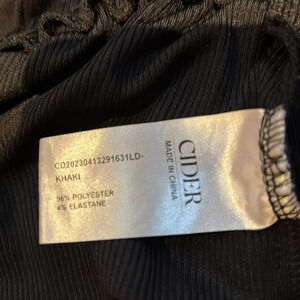 CIDER
MADE IN CHINA
CO20230413291631LD-
KHAKI
96% POLYESTER
4% ELASTANE